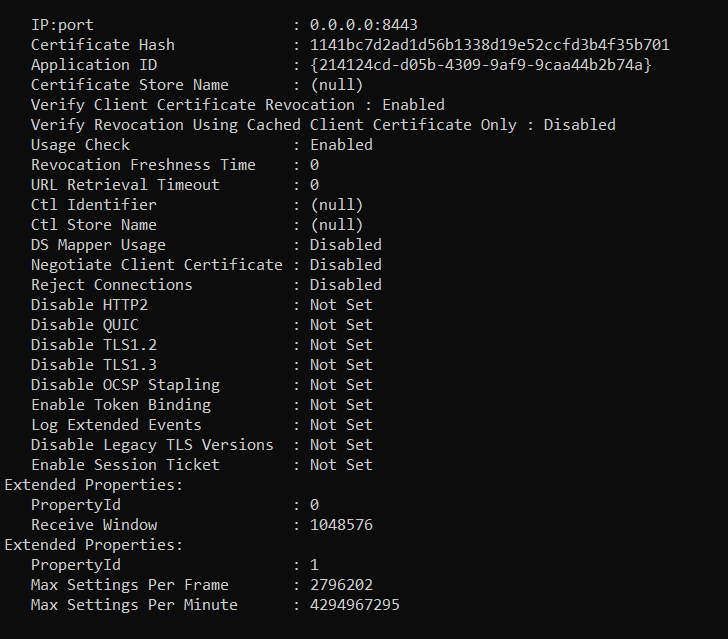 IP:port                      : 0.0.0.0:8443
Certificate Hash             : 1141bc7d2ad1d56b1338d19e52ccfd3b4f35b701
Application ID               : {214124cd-d05b-4309-9af9-9caa44b2b74a}
Certificate Store Name       : (null)
Verify Client Certificate Revocation : Enabled
Verify Revocation Using Cached Client Certificate Only : Disabled
Usage Check                  : Enabled
Revocation Freshness Time    : 0
URL Retrieval Timeout        : 0
Ctl Identifier               : (null)
Ctl Store Name               : (null)
DS Mapper Usage              : Disabled
Negotiate Client Certificate : Disabled
Reject Connections           : Disabled
Disable HTTP2                : Not Set
Disable QUIC                 : Not Set
Disable TLS1.2               : Not Set
Disable TLS1.3               : Not Set
Disable OCSP Stapling        : Not Set
Enable Token Binding         : Not Set
Log Extended Events          : Not Set
Disable Legacy TLS Versions  : Not Set
Enable Session Ticket        : Not Set
Extended Properties:
PropertyId                   : 0
Receive Window               : 1048576
Extended Properties:
PropertyId                   : 1
Max Settings Per Frame       : 2796202
Max Settings Per Minute      : 4294967295